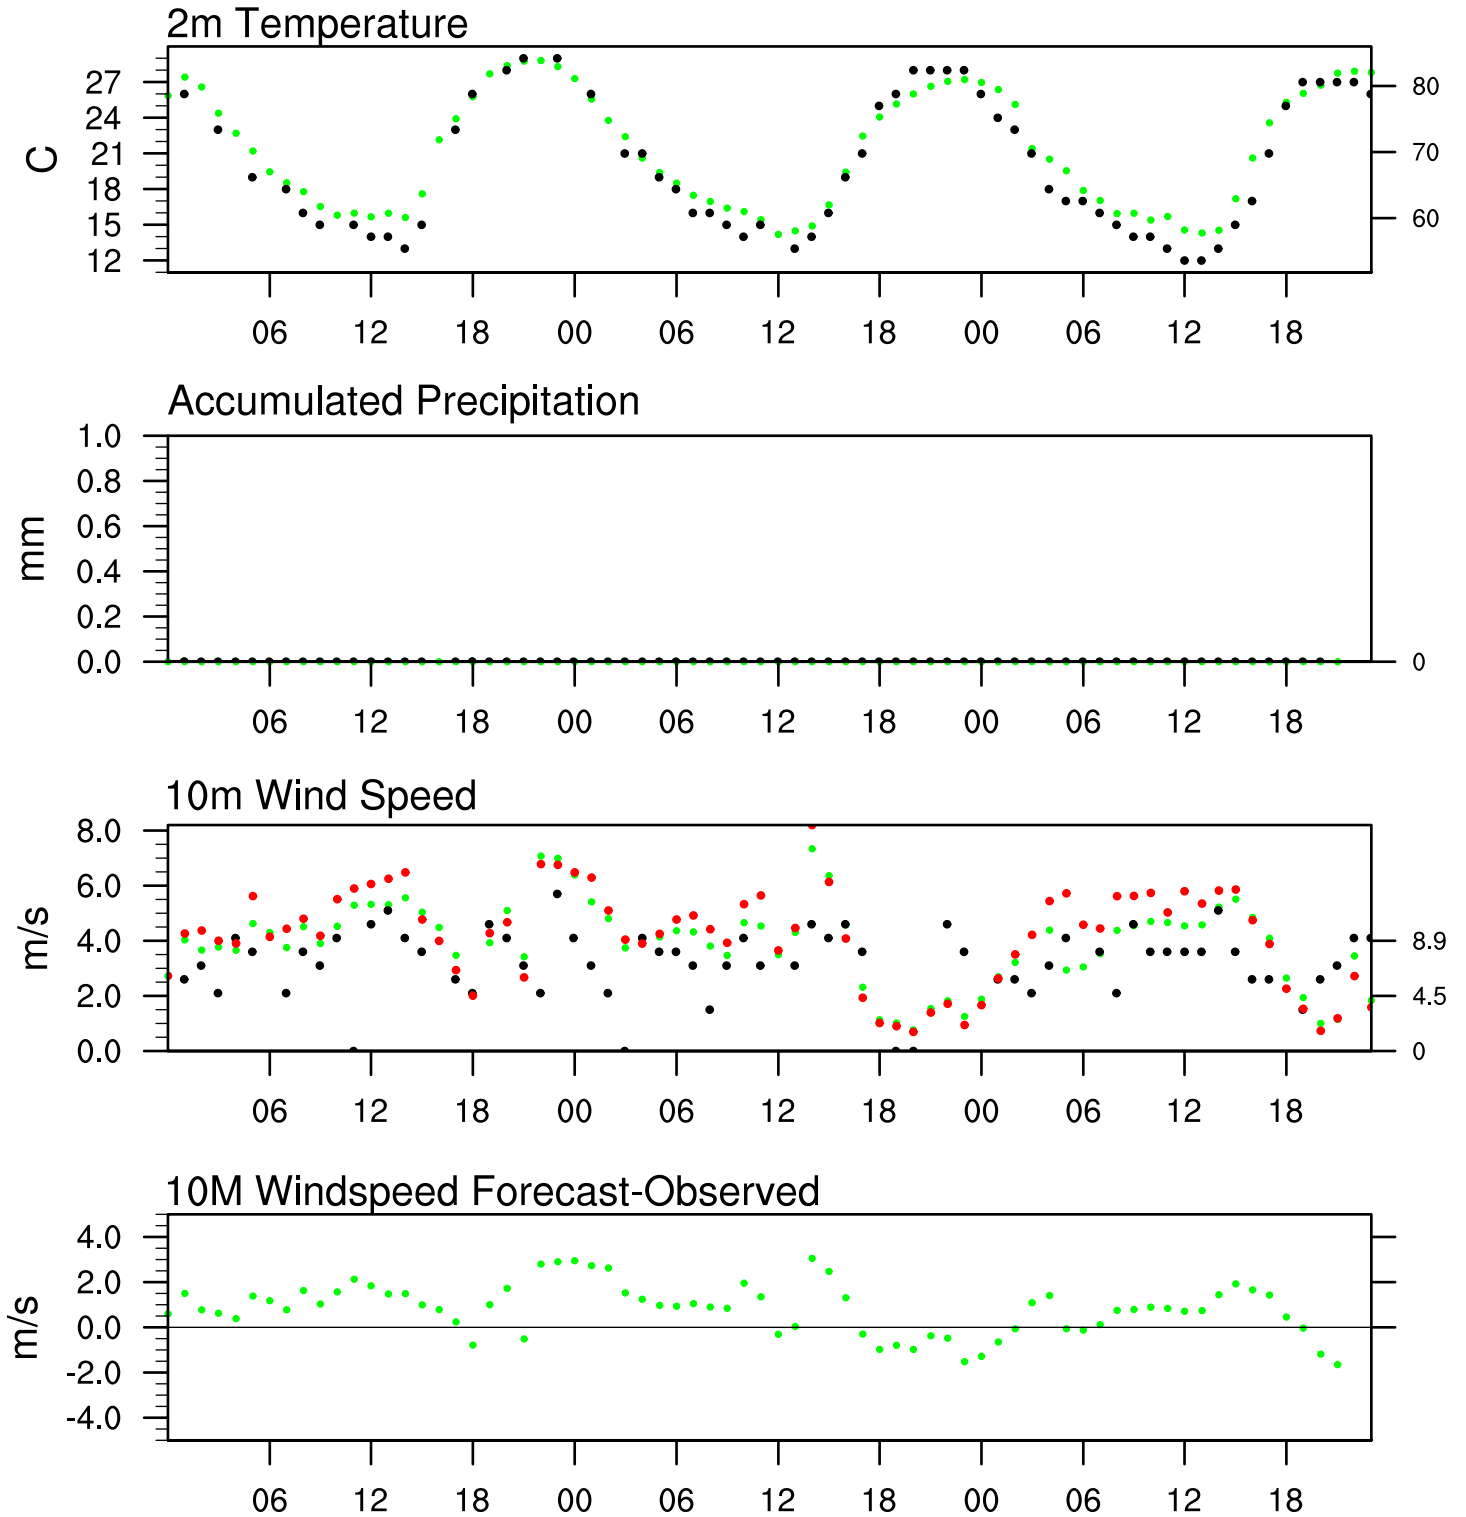 2m Temperature
27
24
21
18
15
12
C
80
70
60
06 12 18 00 06 12 18 00 06 12 18
Accumulated Precipitation
1.0
0.8
0.6
0.4
0.2
0.0
mm
0
06 12 18 00 06 12 18 00 06 12 18
10m Wind Speed
8.0
6.0
4.0
2.0
0.0
m/s
8.9
4.5
0
06 12 18 00 06 12 18 00 06 12 18
10M Windspeed Forecast-Observed
4.0
2.0
0.0
-2.0
-4.0
m/s
06 12 18 00 06 12 18 00 06 12 18